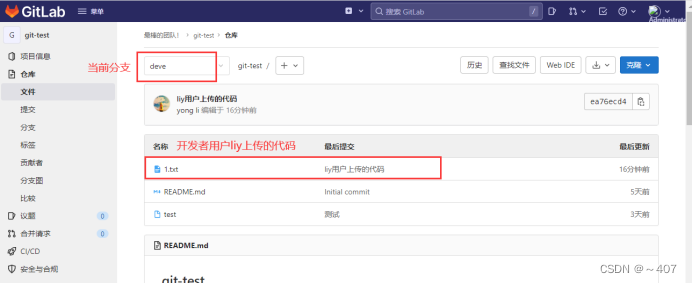 GitLab 菜单 搜索 GitLab / Administrator
G git-test
最棒的团队! > git-test > 仓库
当前分支 deve git-test / + 历史 查找文件 Web IDE 克隆
项目信息
仓库
文件
提交
分支
标签
贡献者
分支图
比较
议题 0
合并请求 0
CI/CD
安全与合规
liy用户上传的代码
yong li 编辑于 16分钟前
ea76ecd4
名称 开发者用户liy上传的代码 最后提交 最后更新
1.txt liy用户上传的代码 16分钟前
README.md Initial commit 5天前
test 测试 3天前
README.md
git-test
CSDN @～407